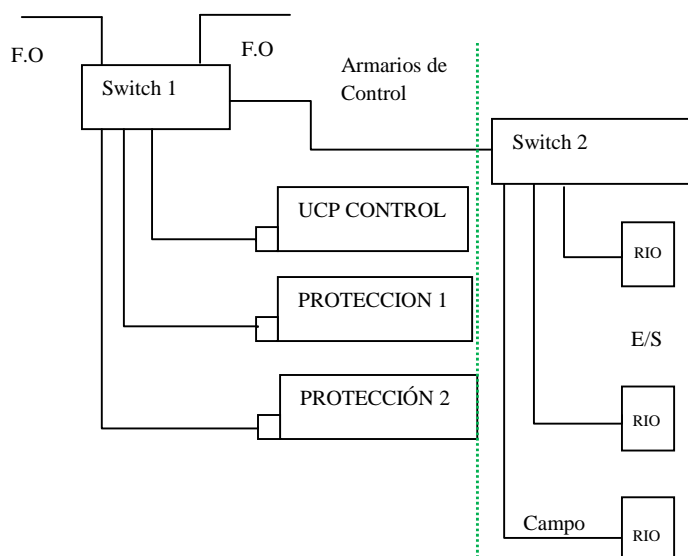 F.O
F.O
Armarios de
Control
Switch 1
Switch 2
UCP CONTROL
RIO
PROTECCION 1
E/S
PROTECCIÓN 2
RIO
Campo
RIO